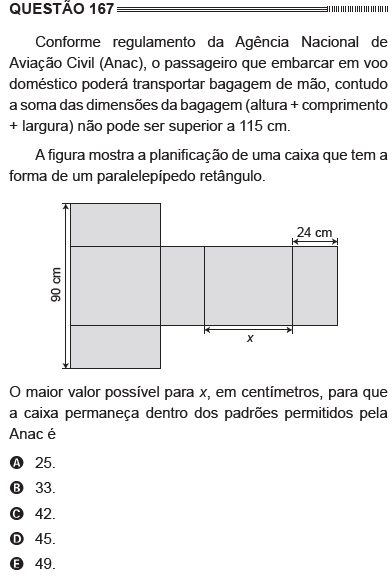 QUESTÃO 167
Conforme regulamento da Agência Nacional de
Aviação Civil (Anac), o passageiro que embarcar em voo
doméstico poderá transportar bagagem de mão, contudo
a soma das dimensões da bagagem (altura + comprimento
+ largura) não pode ser superior a 115 cm.
A figura mostra a planificação de uma caixa que tem a
forma de um paralelepípedo retângulo.
24 cm
90 cm
x
O maior valor possível para x, em centímetros, para que
a caixa permaneça dentro dos padrões permitidos pela
Anac é
A 25.
B 33.
C 42.
D 45.
E 49.